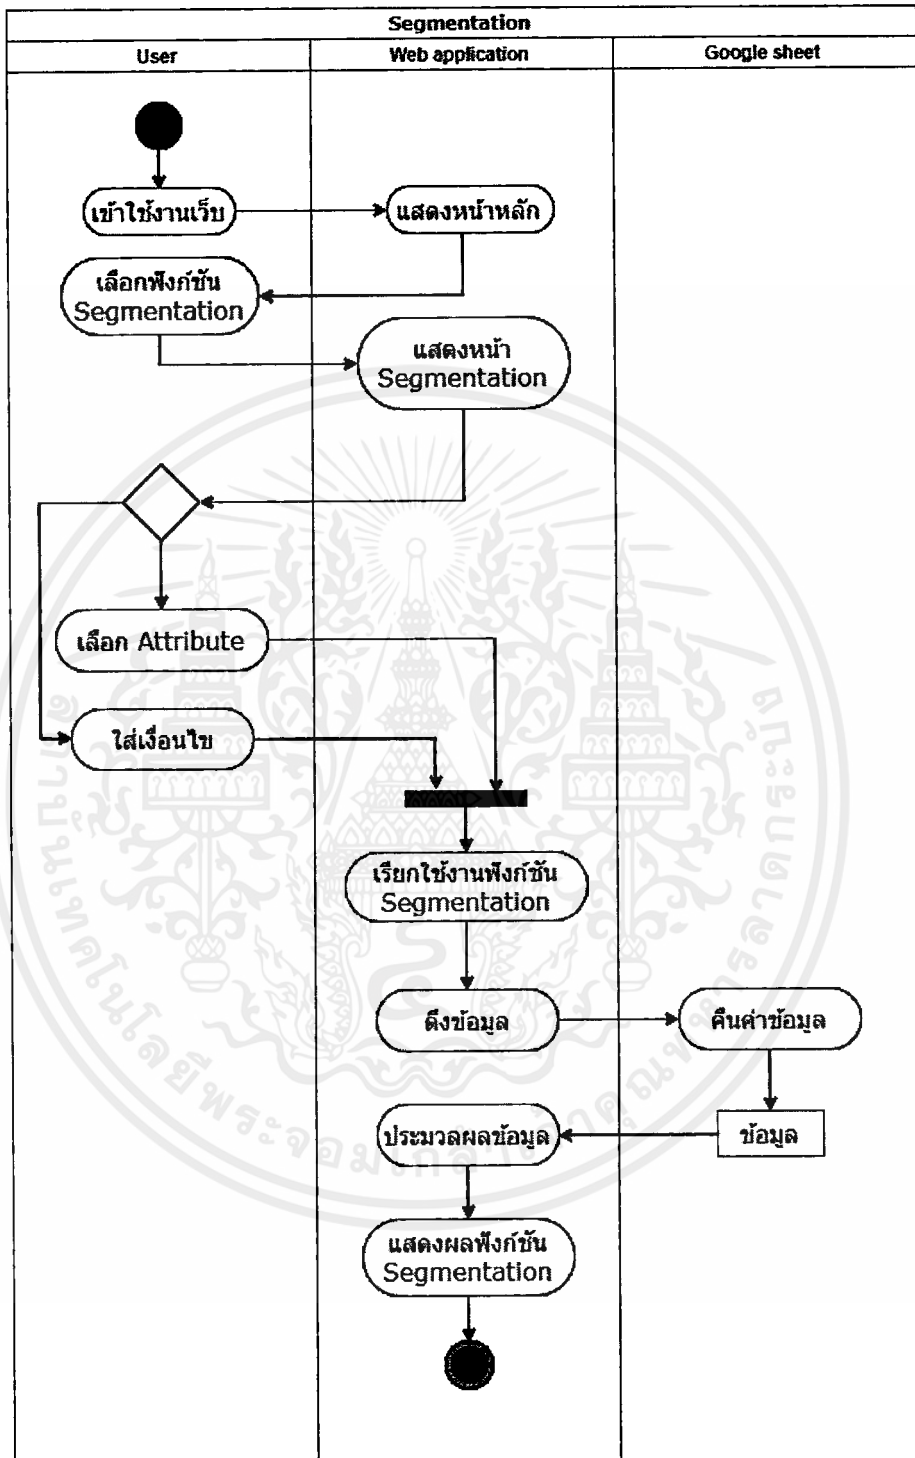 Segmentation
User
Web application
Google sheet
เข้าใช้งานเว็บ
แสดงหน้าหลัก
เลือกฟังก์ชัน
Segmentation
แสดงหน้า
Segmentation
เลือก Attribute
ใส่เงื่อนไข
เรียกใช้งานฟังก์ชัน
Segmentation
ดึงข้อมูล
คืนค่าข้อมูล
ประมวลผลข้อมูล
ข้อมูล
แสดงผลฟังก์ชัน
Segmentation